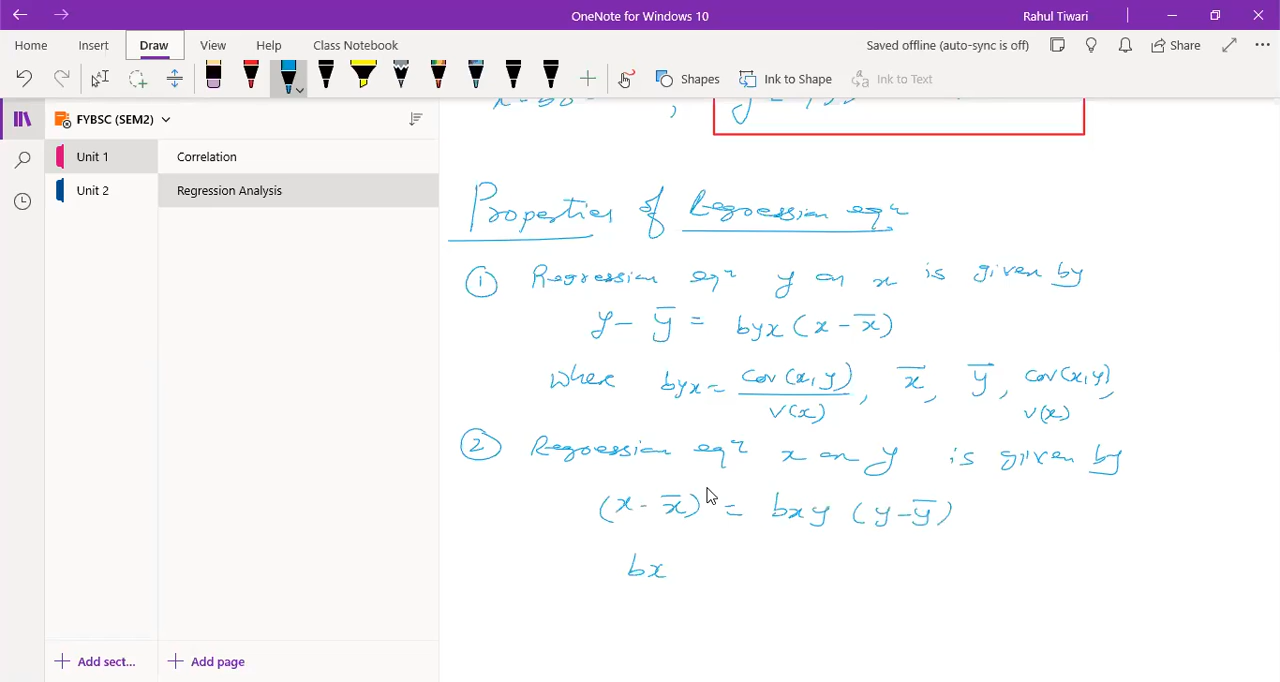 OneNote for Windows 10
Rahul Tiwari
Home Insert Draw View Help Class Notebook
Saved offline (auto-sync is off) Share
Shapes Ink to Shape Ink to Text
FYBSC (SEM2)
Unit 1
Unit 2
Correlation
Regression Analysis
Properties of Regression eqn
① Regression eqn y on x is given by
y - y̅ = byx (x - x̅)
Where byx = cov(x,y) / v(x), x̅, y̅, cov(x,y), v(x)
② Regression eqn x on y is given by
(x - x̅) = bxy (y - y̅)
bx
Add sect...
Add page